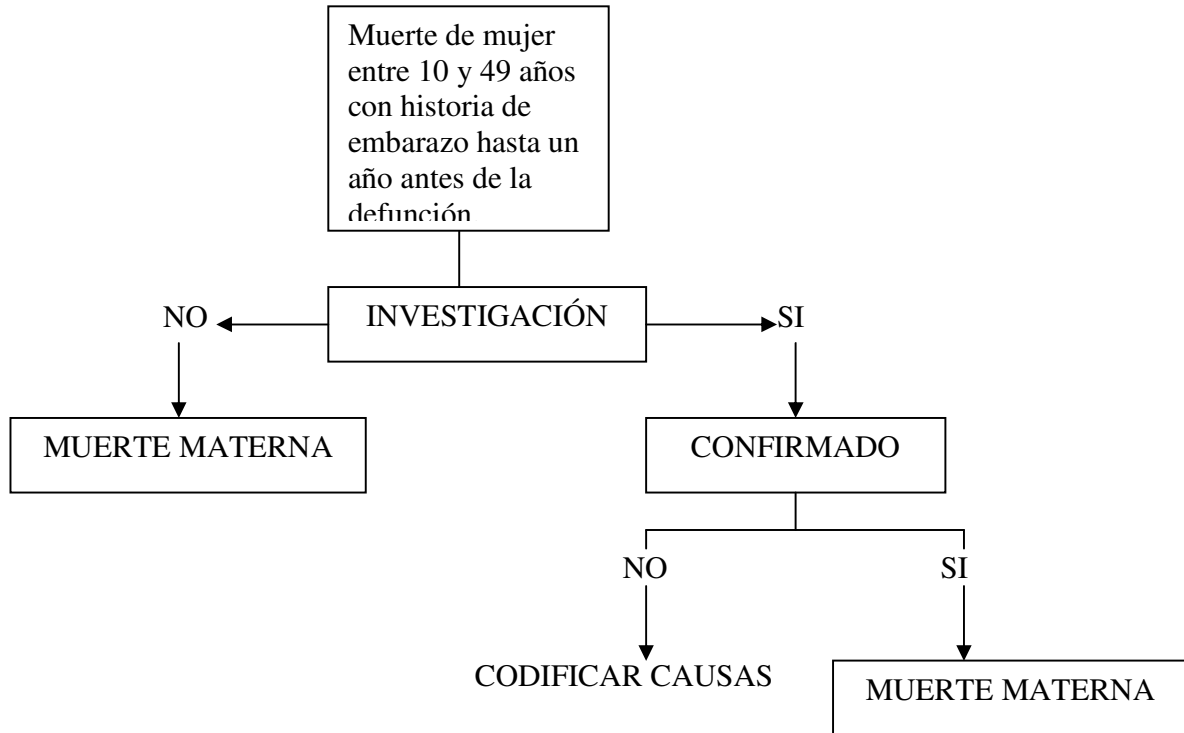 Muerte de mujer
entre 10 y 49 años
con historia de
embarazo hasta un
año antes de la
defunción
INVESTIGACIÓN
NO
SI
MUERTE MATERNA
CONFIRMADO
NO
SI
CODIFICAR CAUSAS
MUERTE MATERNA